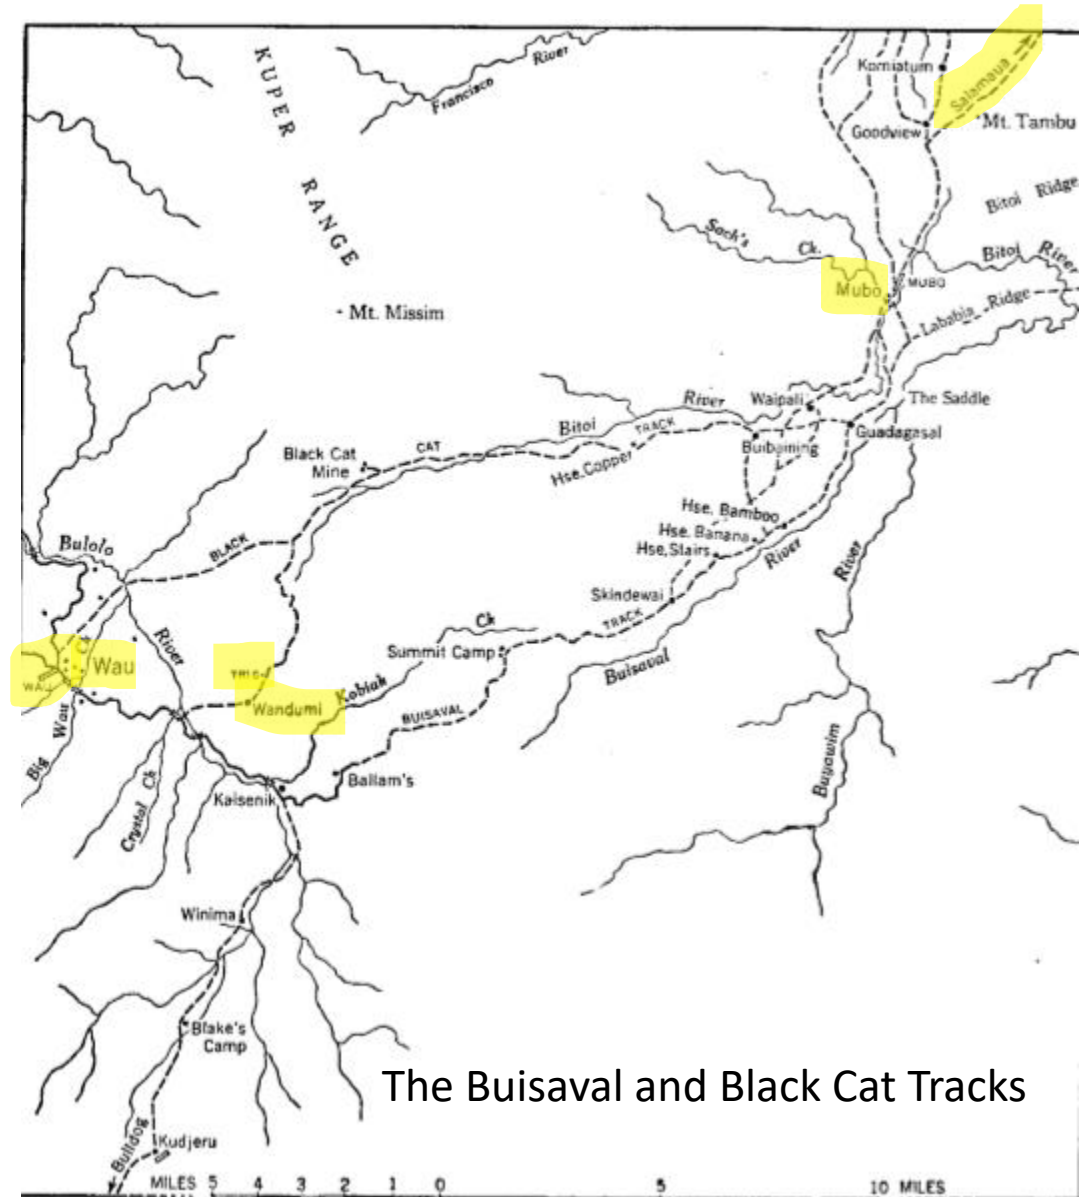 KUPER RANGE
Francisco River
Komiatum
Salamaua
Goodview
Mt. Tambu
Bitoi Ridge
Bitoi River
Ck.
Mubo
MUBO
Lababia Ridge
Mt. Missim
The Saddle
Waipali
Bitoi River
Guadagasal
Buibaining
BLACK CAT TRACK
Black Cat
Mine
Hse. Copper
Hse. Bamboo
Hse. Banana
Hse. Stairs
Skindewai
Bulolo River
Summit Camp
Kobiak Ck
BUISAVAL TRACK
Buisaval River
Buyawim River
Wau
WAU
Big Wau Ck
Wandumi
Ballam's
Kaisenik
Crystal Ck
Winima
Blake's
Camp
The Buisaval and Black Cat Tracks
Bulldog
Kudjeru
MILES 5 4 3 2 1 0 5 10 MILES